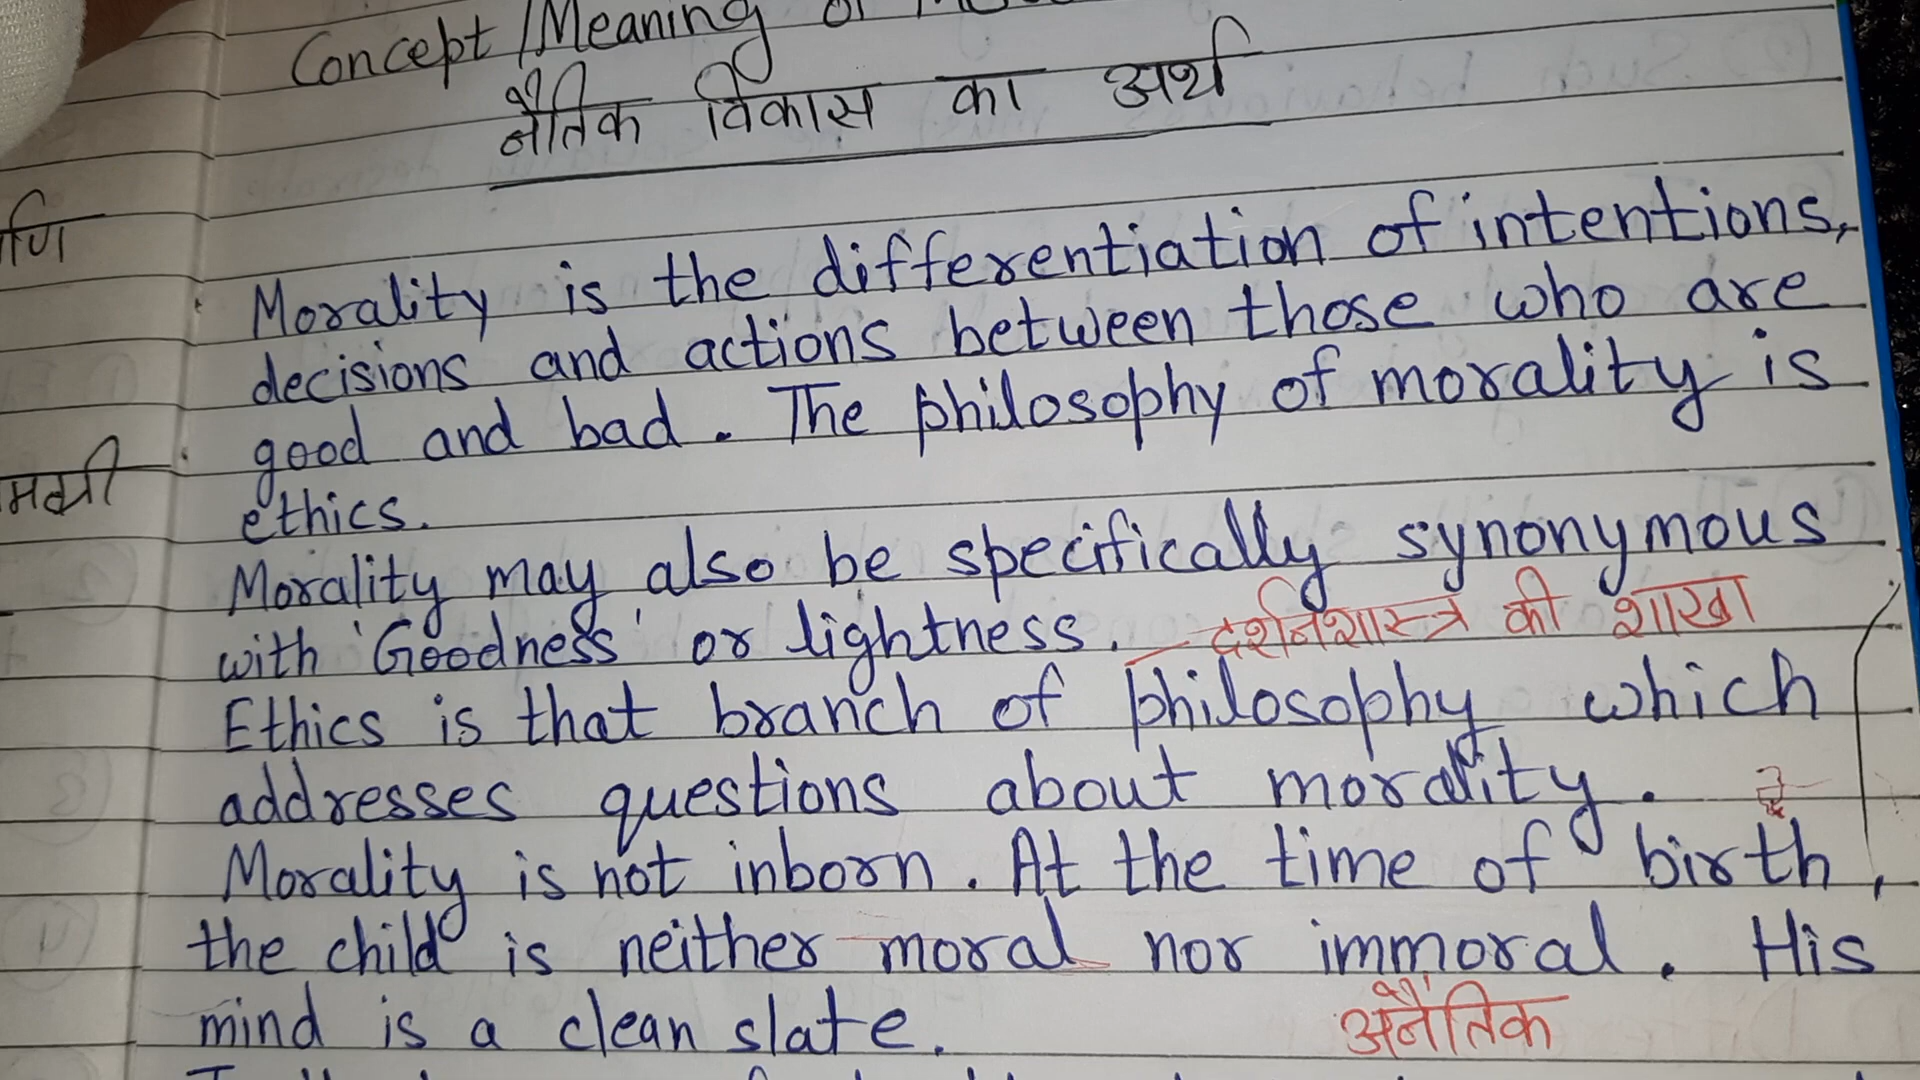 Concept/Meaning of
नैतिक विकास का अर्थ
Morality is the differentiation of intentions,
decisions and actions between those who are
good and bad. The philosophy of morality is
ethics.
Morality may also be specifically synonymous
with 'Goodness' or lightness.
दर्शनशास्त्र की शाखा
Ethics is that branch of philosophy which
addresses questions about morality.
Morality is not inborn. At the time of birth,
the child is neither moral nor immoral. His
mind is a clean slate.
अनैतिक